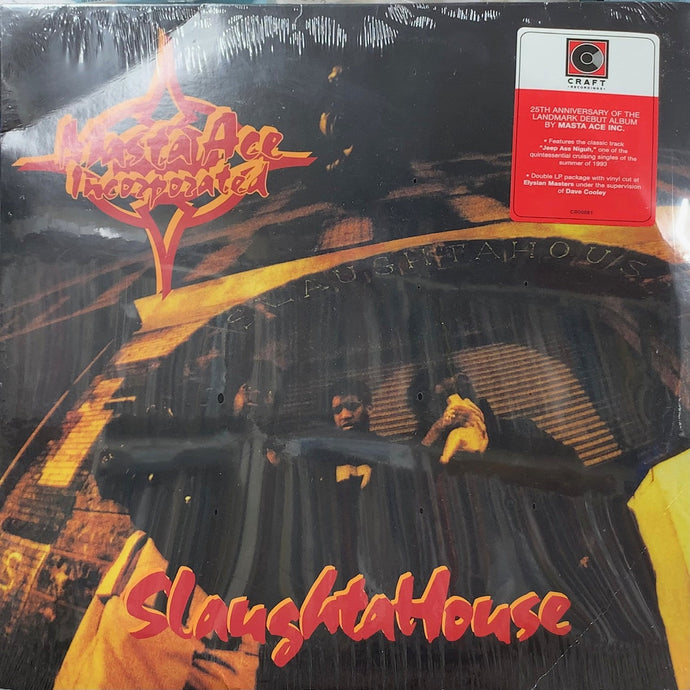 Masta Ace
Incorporated
CRAFT
RECORDINGS
25TH ANNIVERSARY OF THE
LANDMARK DEBUT ALBUM
BY MASTA ACE INC.
• Features the classic track
"Jeep Ass Niguh," one of the
quintessential cruising singles of the
summer of 1993
• Double LP package with vinyl cut at
Elysian Masters under the supervision
of Dave Cooley
SLAUGHTAHOUS
SlaughtaHouse